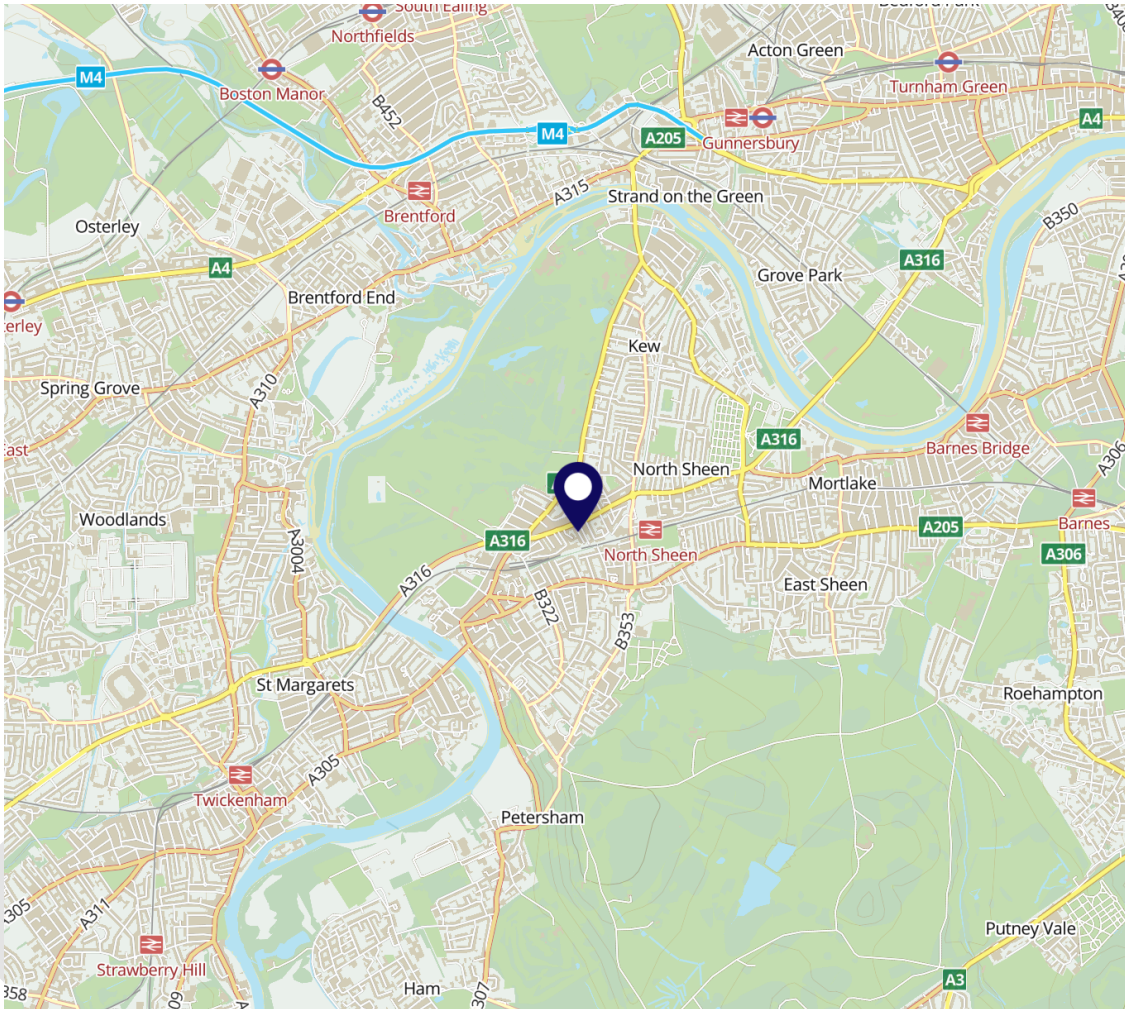 South Ealing
Northfields
Acton Green
M4
Boston Manor
Turnham Green
B452
M4
A205
Gunnersbury
A4
A315
Strand on the Green
Brentford
B350
Osterley
A4
A316
Grove Park
Brentford End
Kew
Spring Grove
A310
A316
Barnes Bridge
A306
North Sheen
Mortlake
Woodlands
Barnes
A205
A316
North Sheen
A306
A3004
A316
East Sheen
B322
B353
St Margarets
Roehampton
A305
Twickenham
Petersham
A311
Putney Vale
Strawberry Hill
A3
Ham